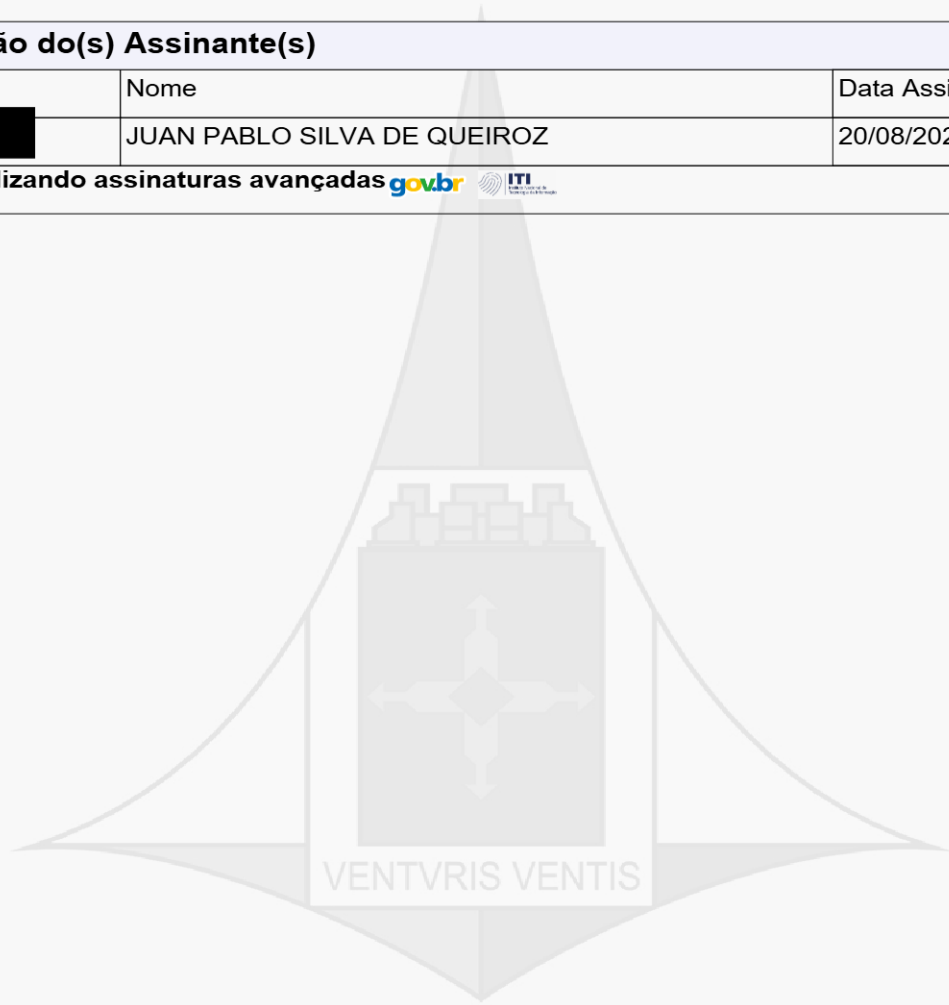 ão do(s) Assinante(s)
Nome Data Assi
JUAN PABLO SILVA DE QUEIROZ 20/08/202
lizando assinaturas avançadas gov.br ITI
VENTVRIS VENTIS